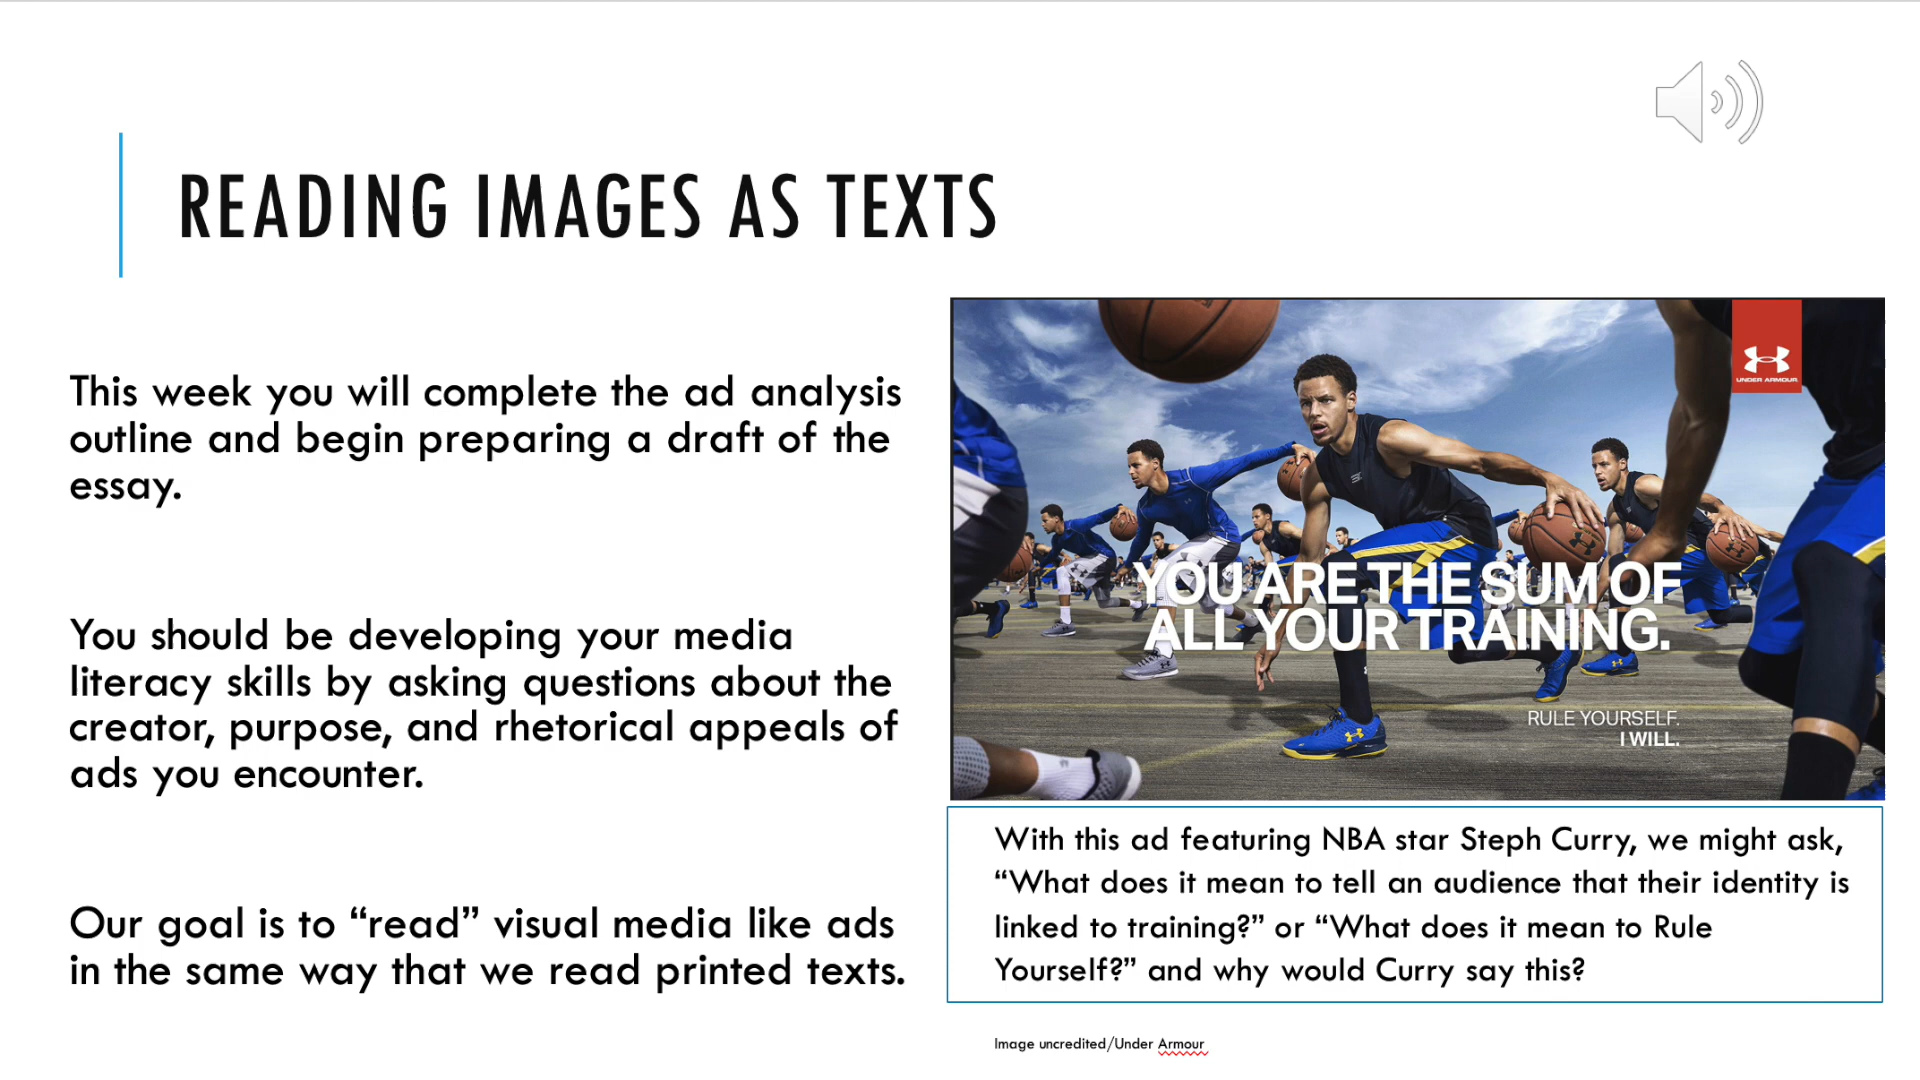 READING IMAGES AS TEXTS
This week you will complete the ad analysis
outline and begin preparing a draft of the
essay.
You should be developing your media
literacy skills by asking questions about the
creator, purpose, and rhetorical appeals of
ads you encounter.
Our goal is to “read” visual media like ads
in the same way that we read printed texts.
UNDER ARMOUR
YOU ARE THE SUM OF
ALL YOUR TRAINING.
RULE YOURSELF.
I WILL.
With this ad featuring NBA star Steph Curry, we might ask,
“What does it mean to tell an audience that their identity is
linked to training?” or “What does it mean to Rule
Yourself?” and why would Curry say this?
Image uncredited/Under Armour